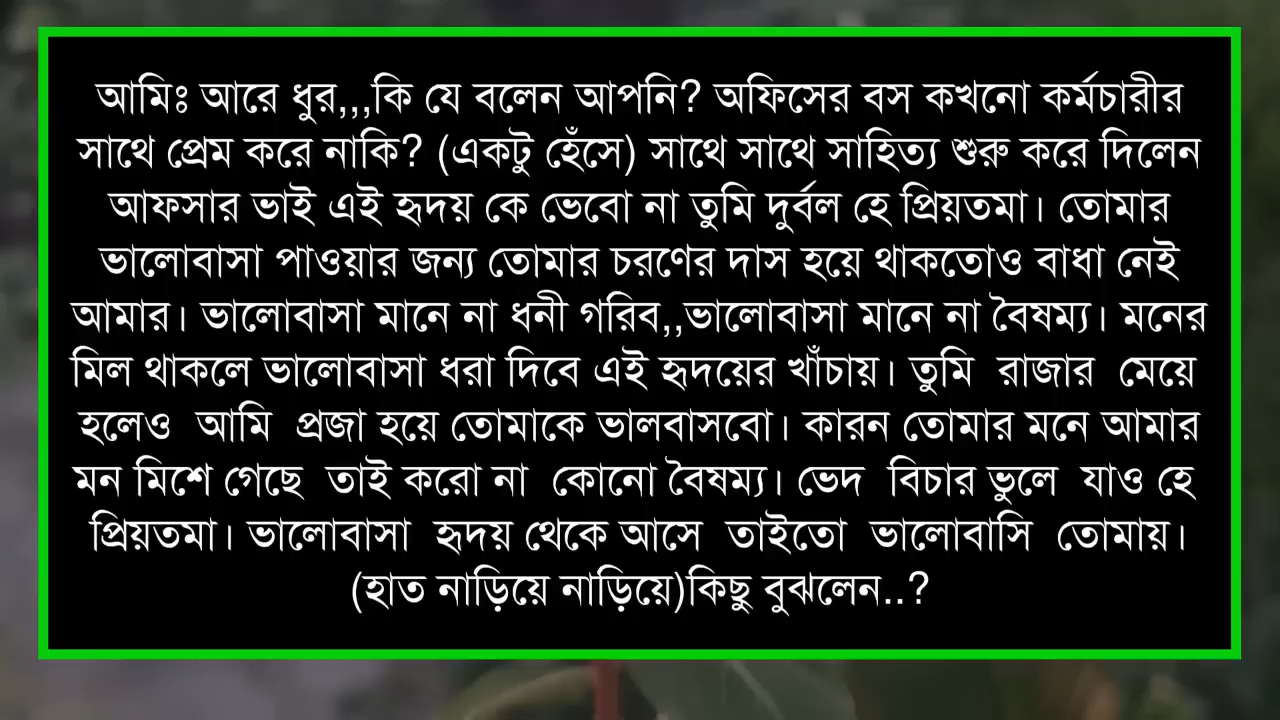 আমিঃ আরে ধুর,,,কি যে বলেন আপনি? অফিসের বস কখনো কর্মচারীর
সাথে প্রেম করে নাকি? (একটু হেঁসে) সাথে সাথে সাহিত্য শুরু করে দিলেন
আফসার ভাই এই হৃদয় কে ভেবো না তুমি দুর্বল হে প্রিয়তমা। তোমার
ভালোবাসা পাওয়ার জন্য তোমার চরণের দাস হয়ে থাকতোও বাধা নেই
আমার। ভালোবাসা মানে না ধনী গরিব,,ভালোবাসা মানে না বৈষম্য। মনের
মিল থাকলে ভালোবাসা ধরা দিবে এই হৃদয়ের খাঁচায়। তুমি রাজার মেয়ে
হলেও আমি প্রজা হয়ে তোমাকে ভালবাসবো। কারন তোমার মনে আমার
মন মিশে গেছে তাই করো না কোনো বৈষম্য। ভেদ বিচার ভুলে যাও হে
প্রিয়তমা। ভালোবাসা হৃদয় থেকে আসে তাইতো ভালোবাসি তোমায়।
(হাত নাড়িয়ে নাড়িয়ে)কিছু বুঝলেন..?